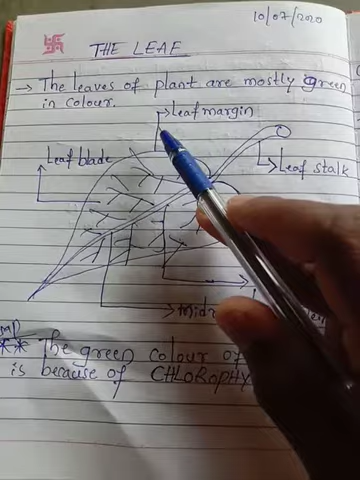 10/07/2020
THE LEAF
→ The leaves of plant are mostly green
in colour.
Leaf margin
Leaf blade
Leaf stalk
** The green colour of
is because of CHLOROPHY